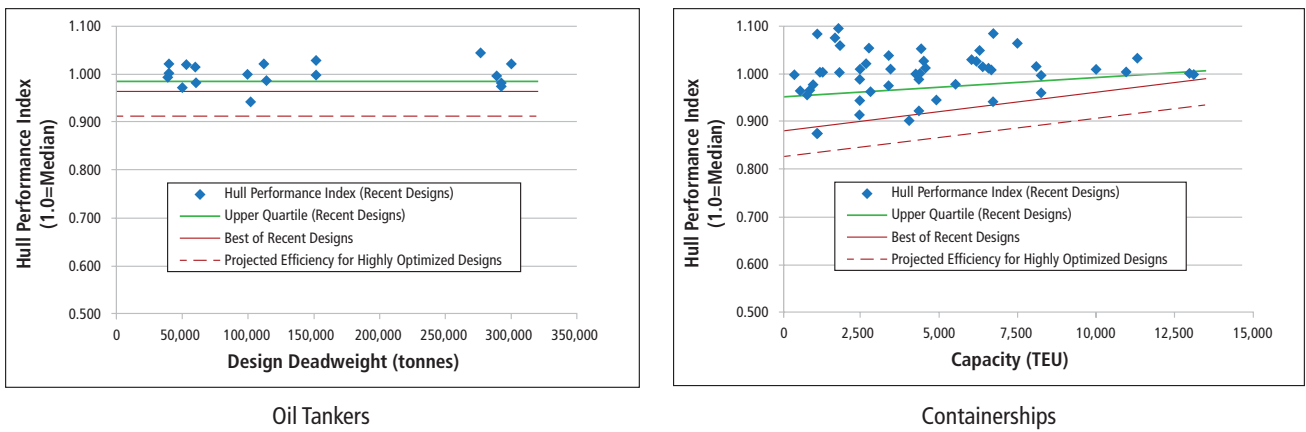 Hull Performance Index
(1.0=Median)
1.100
1.000
0.900
0.800
0.700
0.600
0.500
Hull Performance Index (Recent Designs)
Upper Quartile (Recent Designs)
Best of Recent Designs
Projected Efficiency for Highly Optimized Designs
0 50,000 100,000 150,000 200,000 250,000 300,000 350,000
Design Deadweight (tonnes)
Oil Tankers
Hull Performance Index
(1.0=Median)
1.100
1.000
0.900
0.800
0.700
0.600
0.500
Hull Performance Index (Recent Designs)
Upper Quartile (Recent Designs)
Best of Recent Designs
Projected Efficiency for Highly Optimized Designs
0 2,500 5,000 7,500 10,000 12,500 15,000
Capacity (TEU)
Containerships